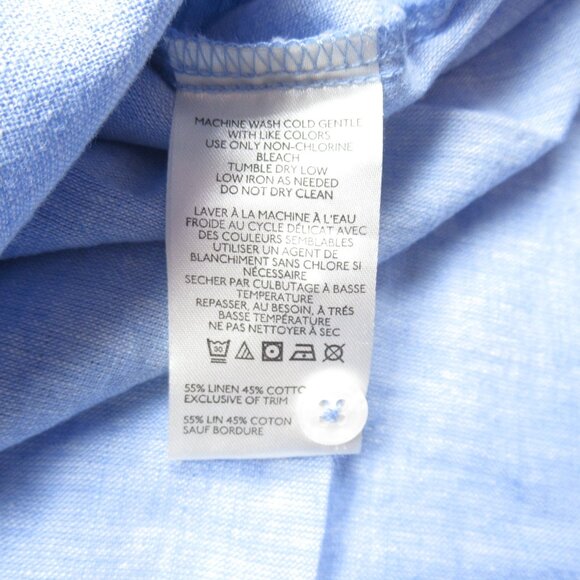 MACHINE WASH COLD GENTLE
WITH LIKE COLORS
USE ONLY NON-CHLORINE
BLEACH
TUMBLE DRY LOW
LOW IRON AS NEEDED
DO NOT DRY CLEAN
LAVER À LA MACHINE À L'EAU
FROIDE AU CYCLE DÉLICAT AVEC
DES COULEURS SEMBLABLES
UTILISER UN AGENT DE
BLANCHIMENT SANS CHLORE SI
NÉCESSAIRE
SECHER PAR CULBUTAGE À BASSE
TEMPERATURE
REPASSER, AU BESOIN, À TRÉS
BASSE TEMPÉRATURE
NE PAS NETTOYER À SEC
30
55% LINEN 45% COTTO
EXCLUSIVE OF TRIM
55% LIN 45% COTON
SAUF BORDURE